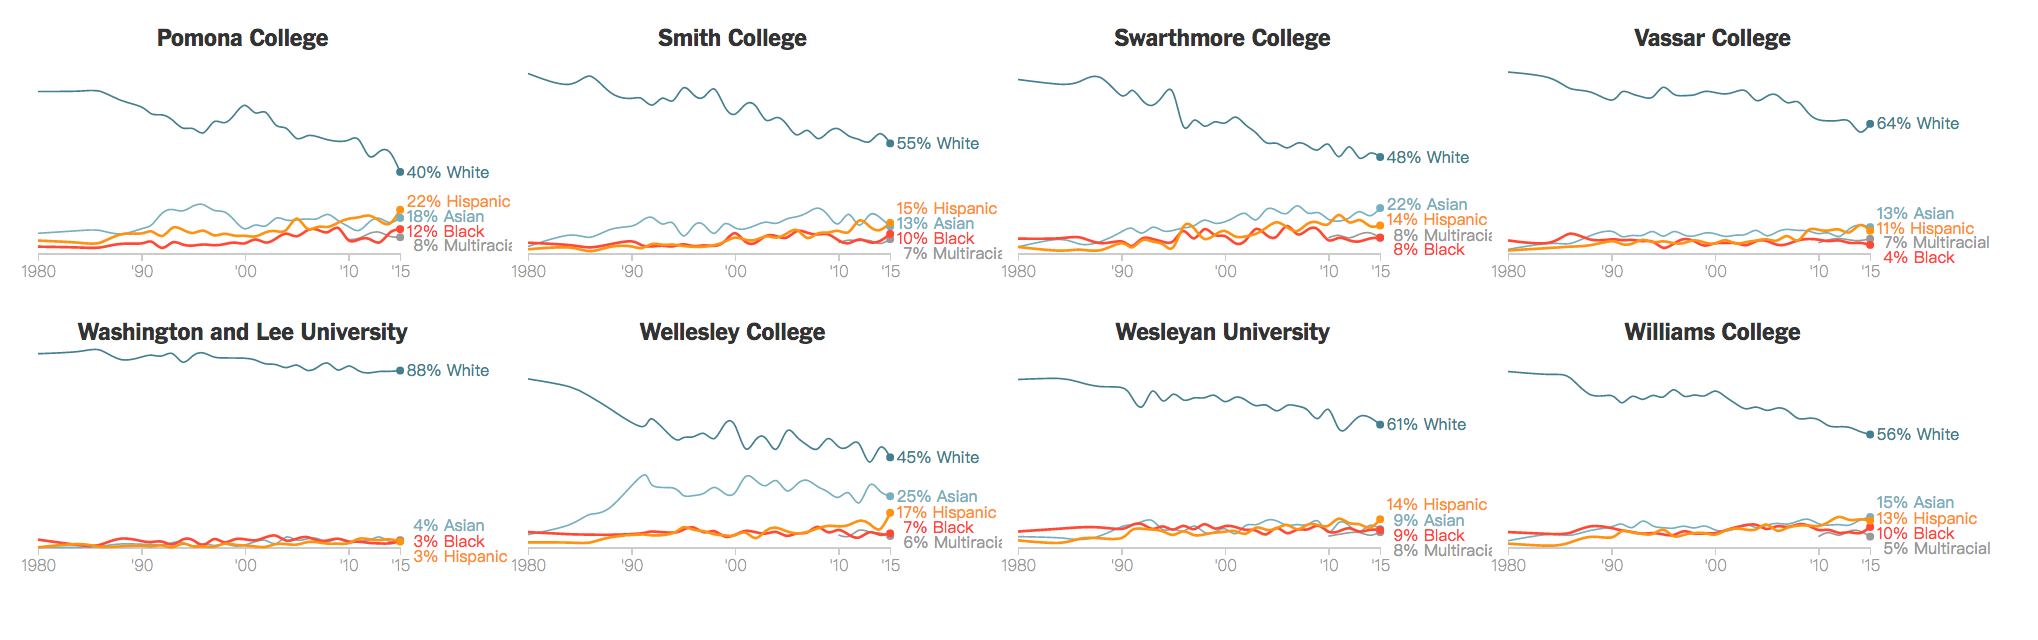 Pomona College
40% White
22% Hispanic
18% Asian
12% Black
8% Multiracia
1980 '90 '00 '10 '15
Smith College
55% White
15% Hispanic
13% Asian
10% Black
7% Multiracia
1980 '90 '00 '10 '15
Swarthmore College
48% White
22% Asian
14% Hispanic
8% Multiracia
8% Black
1980 '90 '00 '10 '15
Vassar College
64% White
13% Asian
11% Hispanic
7% Multiracial
4% Black
1980 '90 '00 '10 '15
Washington and Lee University
88% White
4% Asian
3% Black
3% Hispanic
1980 '90 '00 '10 '15
Wellesley College
45% White
25% Asian
17% Hispanic
7% Black
6% Multiracia
1980 '90 '00 '10 '15
Wesleyan University
61% White
14% Hispanic
9% Asian
9% Black
8% Multiracia
1980 '90 '00 '10 '15
Williams College
56% White
15% Asian
13% Hispanic
10% Black
5% Multiracial
1980 '90 '00 '10 '15